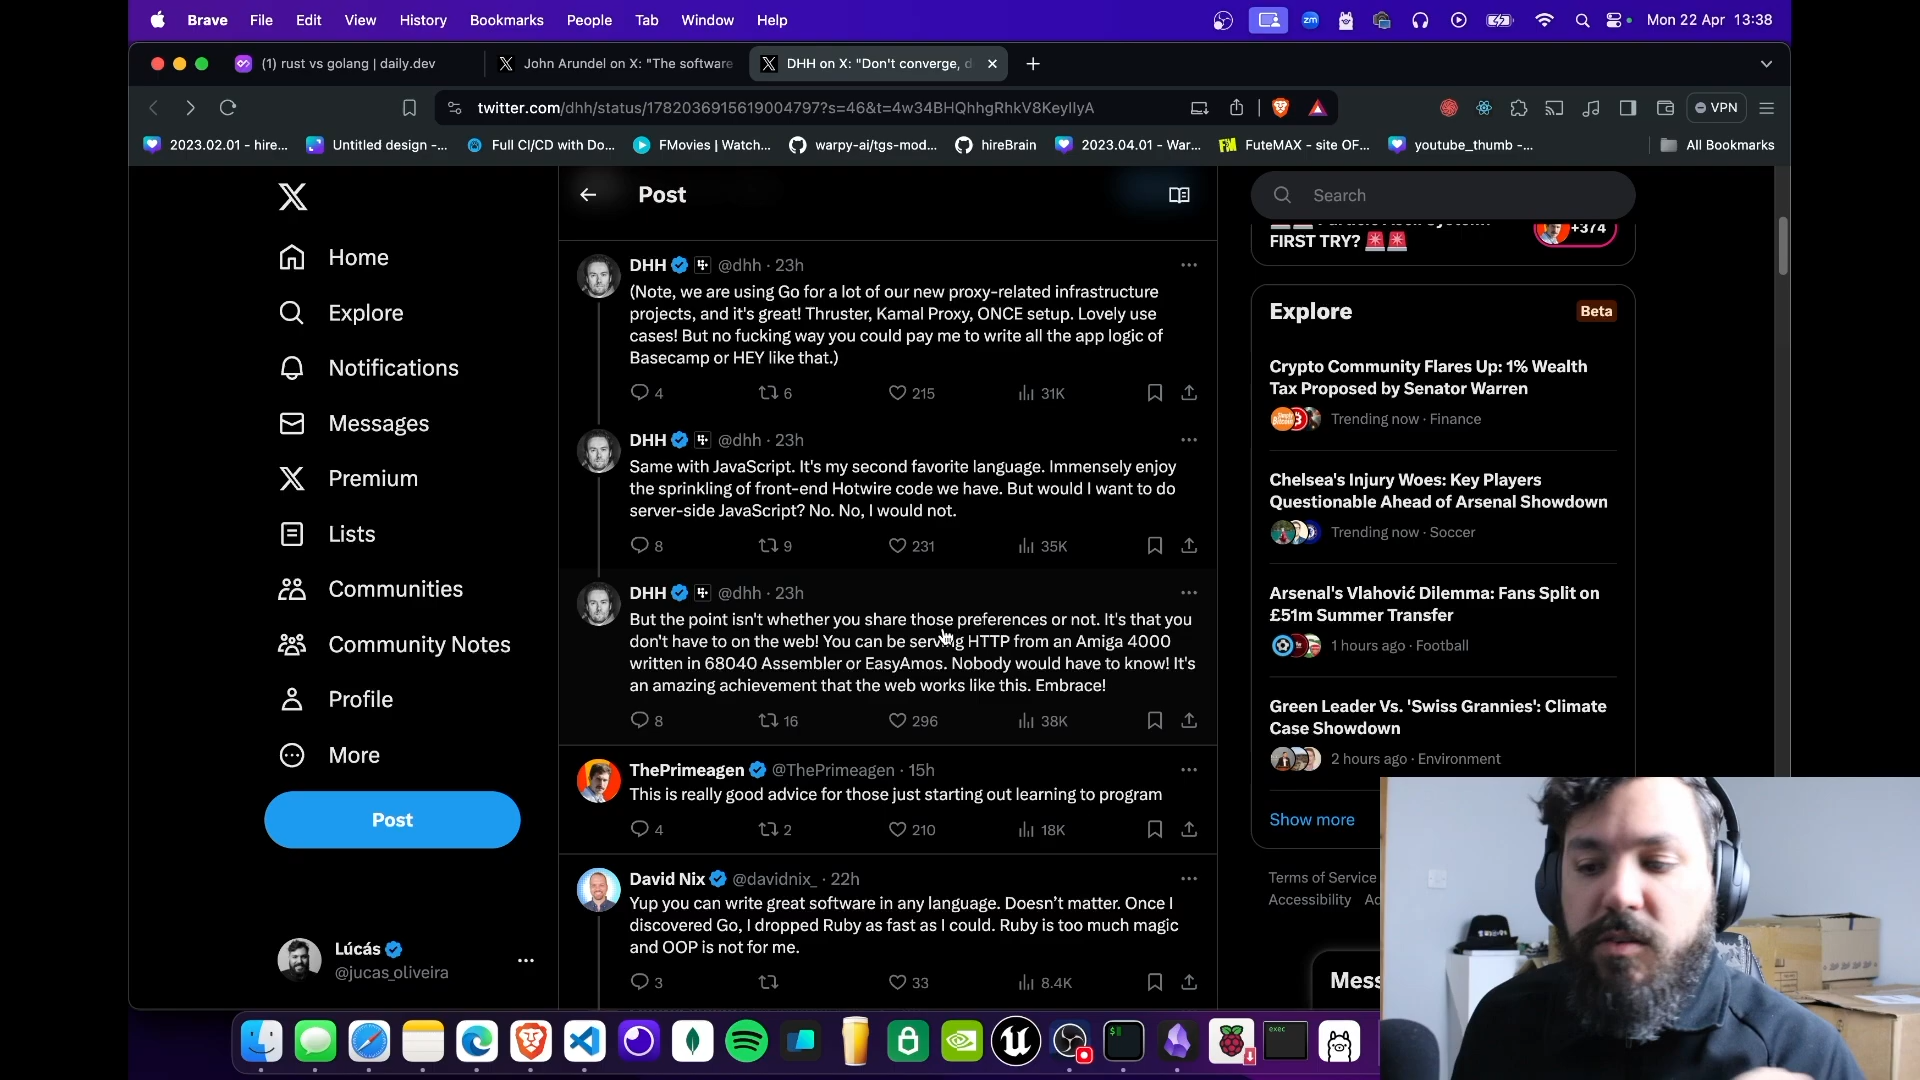 Brave File Edit View History Bookmarks People Tab Window Help
zm
Mon 22 Apr 13:38
(1) rust vs golang | daily.dev
John Arundel on X: "The software
DHH on X: "Don't converge, d
twitter.com/dhh/status/1782036915619004797?s=46&t=4w34BHQhhgRhkV8KeyIlyA
VPN
2023.02.01 - hire...
Untitled design -...
Full CI/CD with Do...
FMovies | Watch...
warpy-ai/tgs-mod...
hireBrain
2023.04.01 - War...
FM
FuteMAX - site OF...
youtube_thumb -...
All Bookmarks
Home
Explore
Notifications
Messages
Premium
Lists
Communities
Community Notes
Profile
More
Post
Lúcás
@jucas_oliveira
Post
DHH @dhh · 23h
(Note, we are using Go for a lot of our new proxy-related infrastructure
projects, and it's great! Thruster, Kamal Proxy, ONCE setup. Lovely use
cases! But no fucking way you could pay me to write all the app logic of
Basecamp or HEY like that.)
4 6 215 31K
DHH @dhh · 23h
Same with JavaScript. It's my second favorite language. Immensely enjoy
the sprinkling of front-end Hotwire code we have. But would I want to do
server-side JavaScript? No. No, I would not.
8 9 231 35K
DHH @dhh · 23h
But the point isn't whether you share those preferences or not. It's that you
don't have to on the web! You can be serving HTTP from an Amiga 4000
written in 68040 Assembler or EasyAmos. Nobody would have to know! It's
an amazing achievement that the web works like this. Embrace!
8 16 296 38K
ThePrimeagen @ThePrimeagen · 15h
This is really good advice for those just starting out learning to program
4 2 210 18K
David Nix @davidnix_ · 22h
Yup you can write great software in any language. Doesn't matter. Once I
discovered Go, I dropped Ruby as fast as I could. Ruby is too much magic
and OOP is not for me.
3 33 8.4K
Search
FIRST TRY?
+374
Explore
Beta
Crypto Community Flares Up: 1% Wealth
Tax Proposed by Senator Warren
Trending now · Finance
Chelsea's Injury Woes: Key Players
Questionable Ahead of Arsenal Showdown
Trending now · Soccer
Arsenal's Vlahović Dilemma: Fans Split on
£51m Summer Transfer
1 hours ago · Football
Green Leader Vs. 'Swiss Grannies': Climate
Case Showdown
2 hours ago · Environment
Show more
Terms of Service
Accessibility
Mess
exec